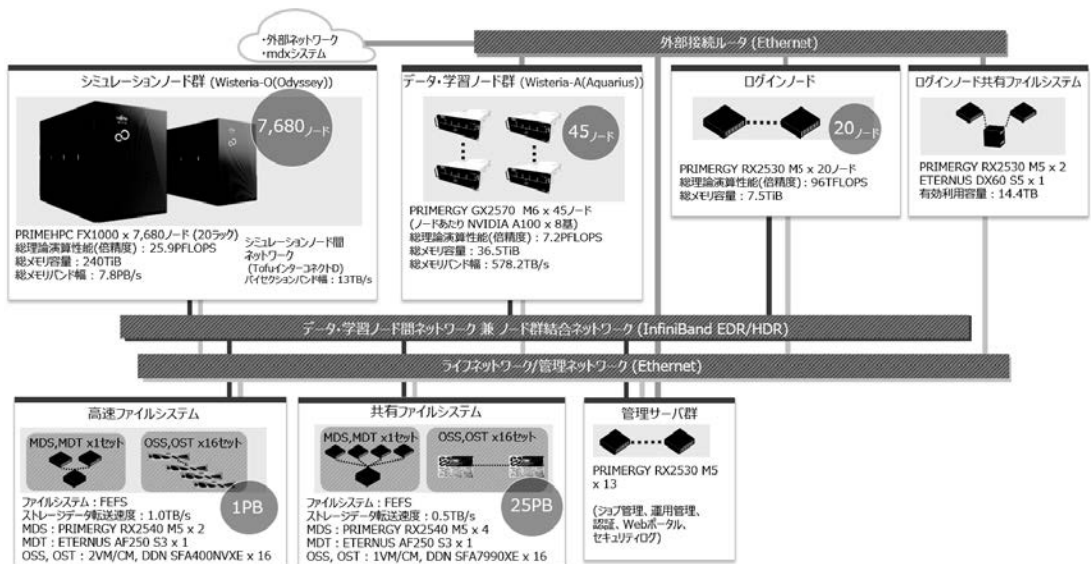 ・外部ネットワーク
・mdxシステム
外部接続ルータ (Ethernet)
シミュレーションノード群 (Wisteria-O(Odyssey))
7,680ノード
PRIMEHPC FX1000 x 7,680ノード (20ラック)
総理論演算性能(倍精度)：25.9PFLOPS
総メモリ容量：240TiB
総メモリバンド幅：7.8PB/s
シミュレーションノード間
ネットワーク
(TofuインターコネクトD)
バイセクションバンド幅：13TB/s
データ・学習ノード群 (Wisteria-A(Aquarius))
45ノード
PRIMERGY GX2570 M6 x 45ノード
(ノードあたり NVIDIA A100 x 8基)
総理論演算性能(倍精度)：7.2PFLOPS
総メモリ容量：36.5TiB
総メモリバンド幅：578.2TB/s
ログインノード
20ノード
PRIMERGY RX2530 M5 x 20ノード
総理論演算性能(倍精度)：96TFLOPS
総メモリ容量：7.5TiB
ログインノード共有ファイルシステム
PRIMERGY RX2530 M5 x 2
ETERNUS DX60 S5 x 1
有効利用容量：14.4TB
データ・学習ノード間ネットワーク 兼 ノード群結合ネットワーク (InfiniBand EDR/HDR)
ライフネットワーク/管理ネットワーク (Ethernet)
高速ファイルシステム
MDS,MDT x1セット
OSS,OST x16セット
1PB
ファイルシステム：FEFS
ストレージデータ転送速度：1.0TB/s
MDS：PRIMERGY RX2540 M5 x 2
MDT：ETERNUS AF250 S3 x 1
OSS, OST：2VM/CM, DDN SFA400NVXE x 16
共有ファイルシステム
MDS,MDT x1セット
OSS,OST x16セット
25PB
ファイルシステム：FEFS
ストレージデータ転送速度：0.5TB/s
MDS：PRIMERGY RX2540 M5 x 4
MDT：ETERNUS AF250 S3 x 1
OSS, OST：1VM/CM, DDN SFA7990XE x 16
管理サーバ群
PRIMERGY RX2530 M5
x 13
(ジョブ管理、運用管理、
認証、Webポータル、
セキュリティログ)